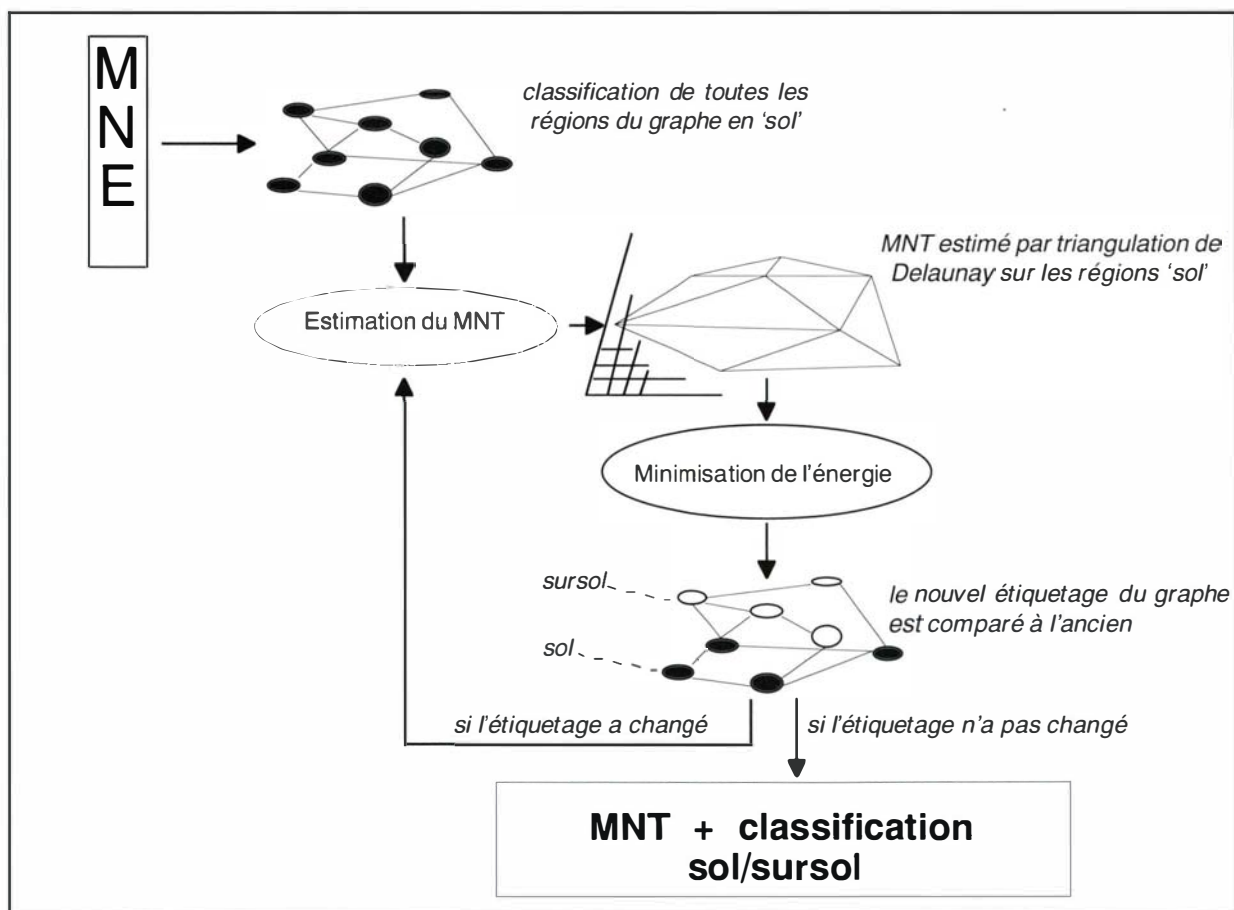 M
N
E
classification de toutes les
régions du graphe en 'sol'
MNT estimé par triangulation de
Delaunay sur les régions 'sol'
Estimation du MNT
Minimisation de l'énergie
sursol
sol
le nouvel étiquetage du graphe
est comparé à l'ancien
si l'étiquetage a changé
si l'étiquetage n'a pas changé
MNT + classification
sol/sursol